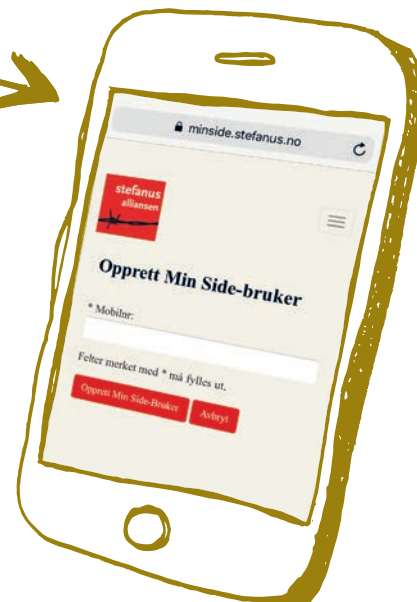 minside.stefanus.no
stefanus
alliansen
Opprett Min Side-bruker
* Mobilnr:
Felter merket med * må fylles ut.
Opprett Min Side-Bruker Avbryt